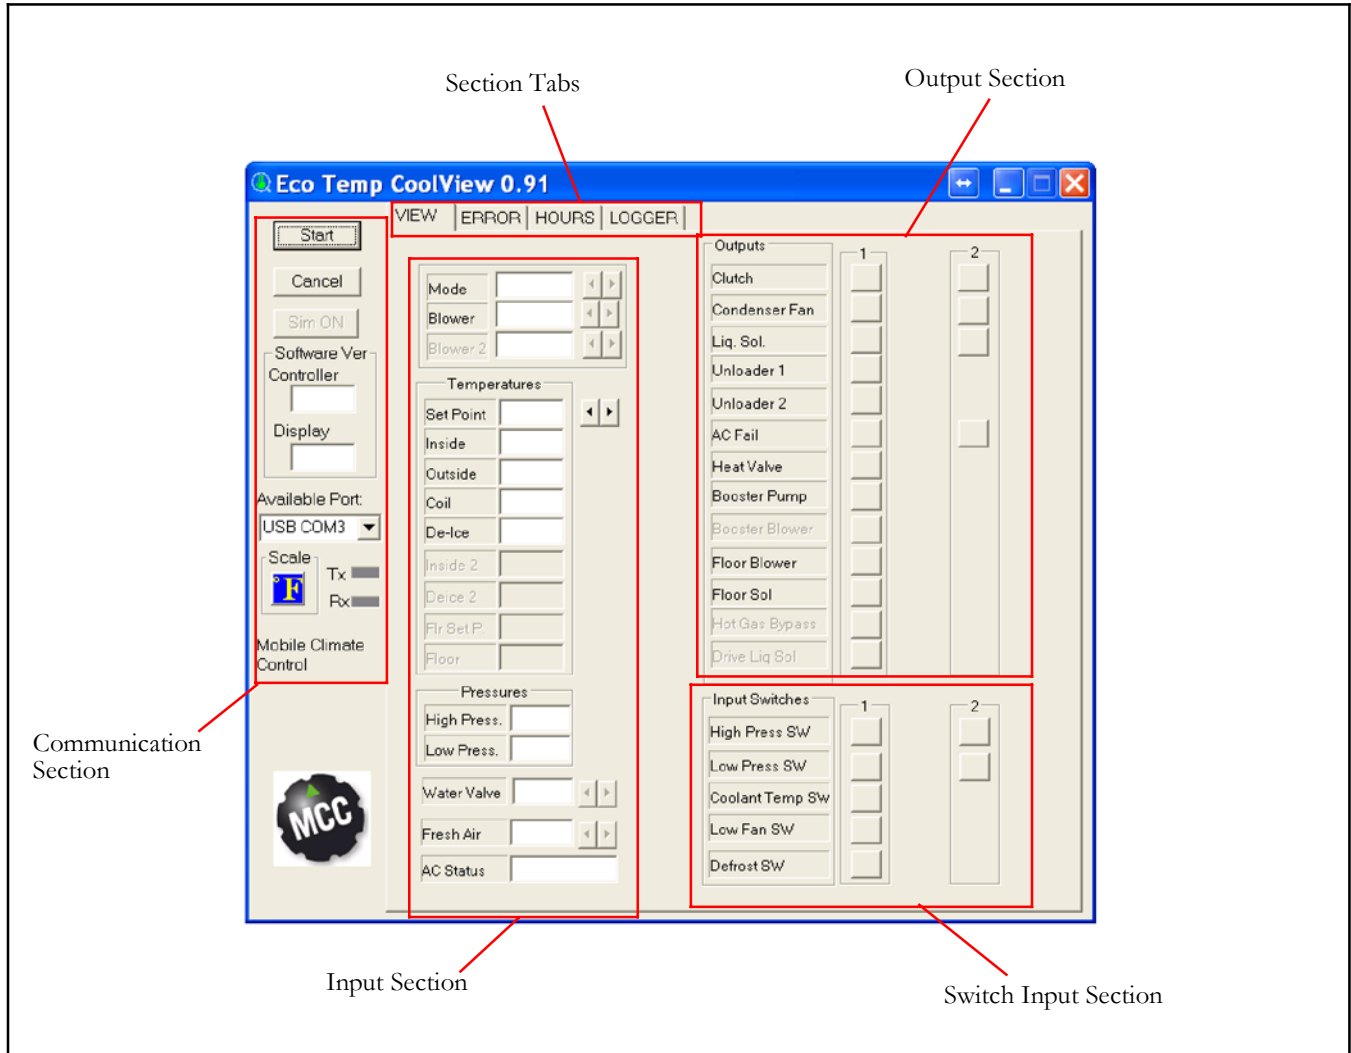 Section Tabs
Output Section
Eco Temp CoolView 0.91
VIEW ERROR HOURS LOGGER
Start
Cancel
Sim ON
Software Ver
Controller
Display
Available Port:
USB COM3
Scale
°F
Tx
Rx
Mobile Climate
Control
MCC
Mode
Blower
Blower 2
Temperatures
Set Point
Inside
Outside
Coil
De-Ice
Inside 2
Deice 2
Flr Set P.
Floor
Pressures
High Press.
Low Press.
Water Valve
Fresh Air
AC Status
Outputs 1 2
Clutch
Condenser Fan
Liq. Sol.
Unloader 1
Unloader 2
AC Fail
Heat Valve
Booster Pump
Booster Blower
Floor Blower
Floor Sol
Hot Gas Bypass
Drive Liq Sol
Input Switches 1 2
High Press SW
Low Press SW
Coolant Temp SW
Low Fan SW
Defrost SW
Communication
Section
Input Section
Switch Input Section